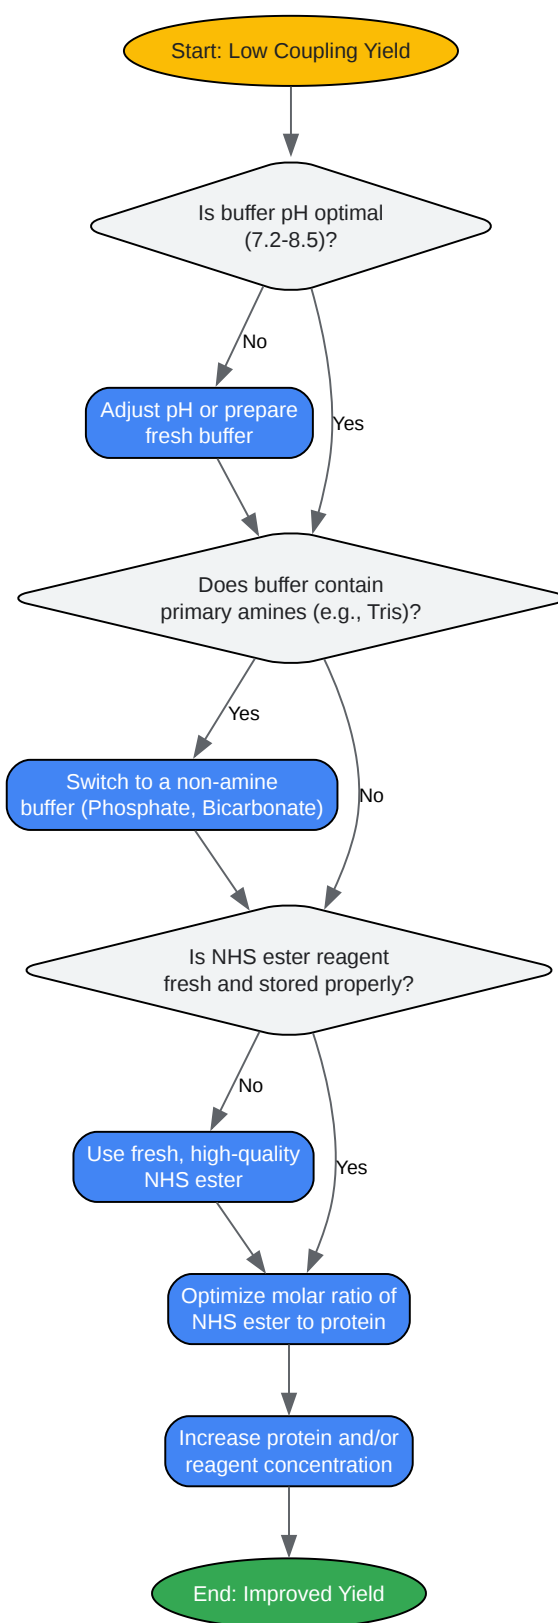 Start: Low Coupling Yield
Is buffer pH optimal
(7.2-8.5)?
No
Adjust pH or prepare
fresh buffer
Yes
Does buffer contain
primary amines (e.g., Tris)?
Yes
Switch to a non-amine
buffer (Phosphate, Bicarbonate)
No
Is NHS ester reagent
fresh and stored properly?
No
Use fresh, high-quality
NHS ester
Yes
Optimize molar ratio of
NHS ester to protein
Increase protein and/or
reagent concentration
End: Improved Yield